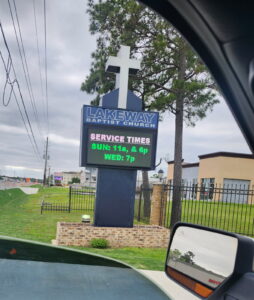 LAKEWAY
BAPTIST CHURCH
SERVICE TIMES
SUN: 11a, & 6p
WED: 7p